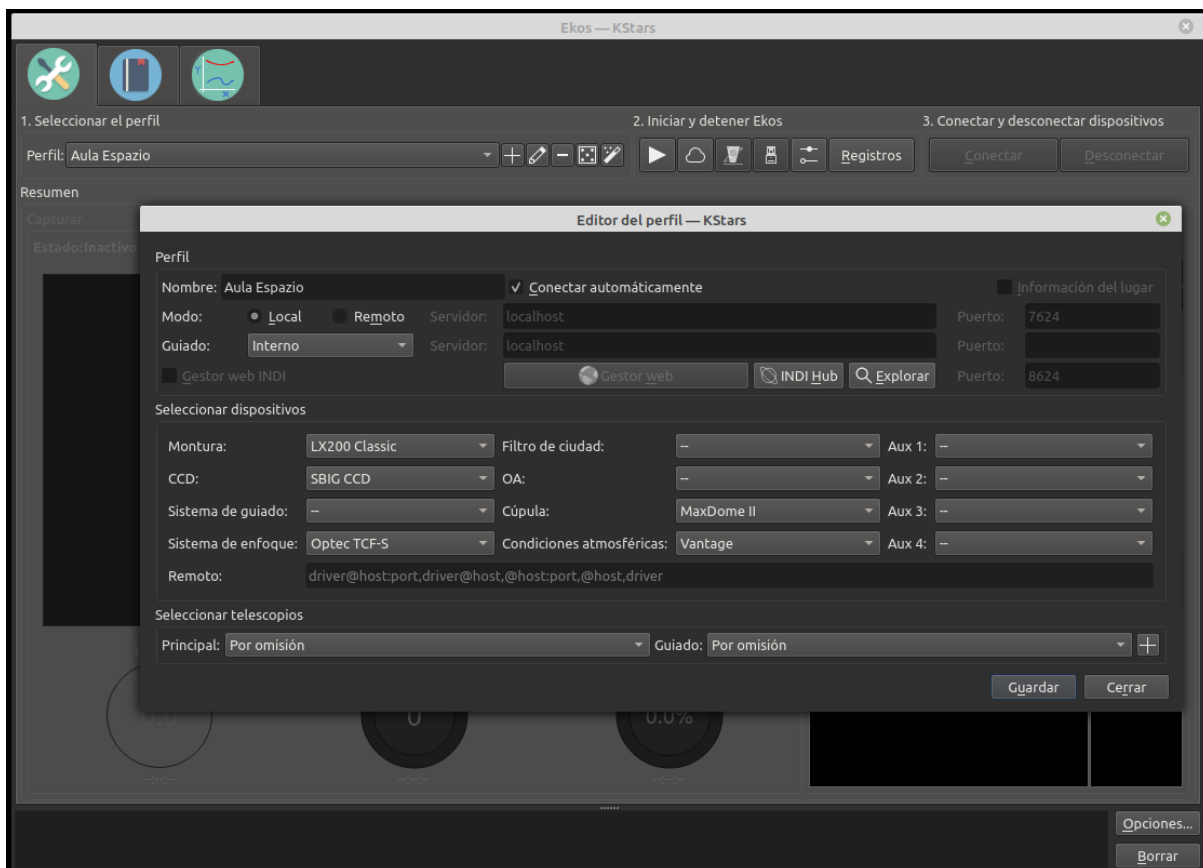 Ekos — KStars
1. Seleccionar el perfil
2. Iniciar y detener Ekos
3. Conectar y desconectar dispositivos
Perfil: Aula Espazio
Registros
Conectar
Desconectar
Resumen
Capturar
Estado:Inactivo
Editor del perfil — KStars
Perfil
Nombre: Aula Espazio
Conectar automáticamente
Información del lugar
Modo: Local Remoto Servidor: localhost Puerto: 7624
Guiado: Interno Servidor: localhost Puerto:
Gestor web INDI Gestor web INDI Hub Explorar Puerto: 8624
Seleccionar dispositivos
Montura: LX200 Classic Filtro de ciudad: -- Aux 1: --
CCD: SBIG CCD OA: -- Aux 2: --
Sistema de guiado: -- Cúpula: MaxDome II Aux 3: --
Sistema de enfoque: Optec TCF-S Condiciones atmosféricas: Vantage Aux 4: --
Remoto: driver@host:port,driver@host,@host:port,@host,driver
Seleccionar telescopios
Principal: Por omisión Guiado: Por omisión
Guardar Cerrar
0.0 0 0.0%
--:--:-- --:--:-- --:--:--
Opciones...
Borrar